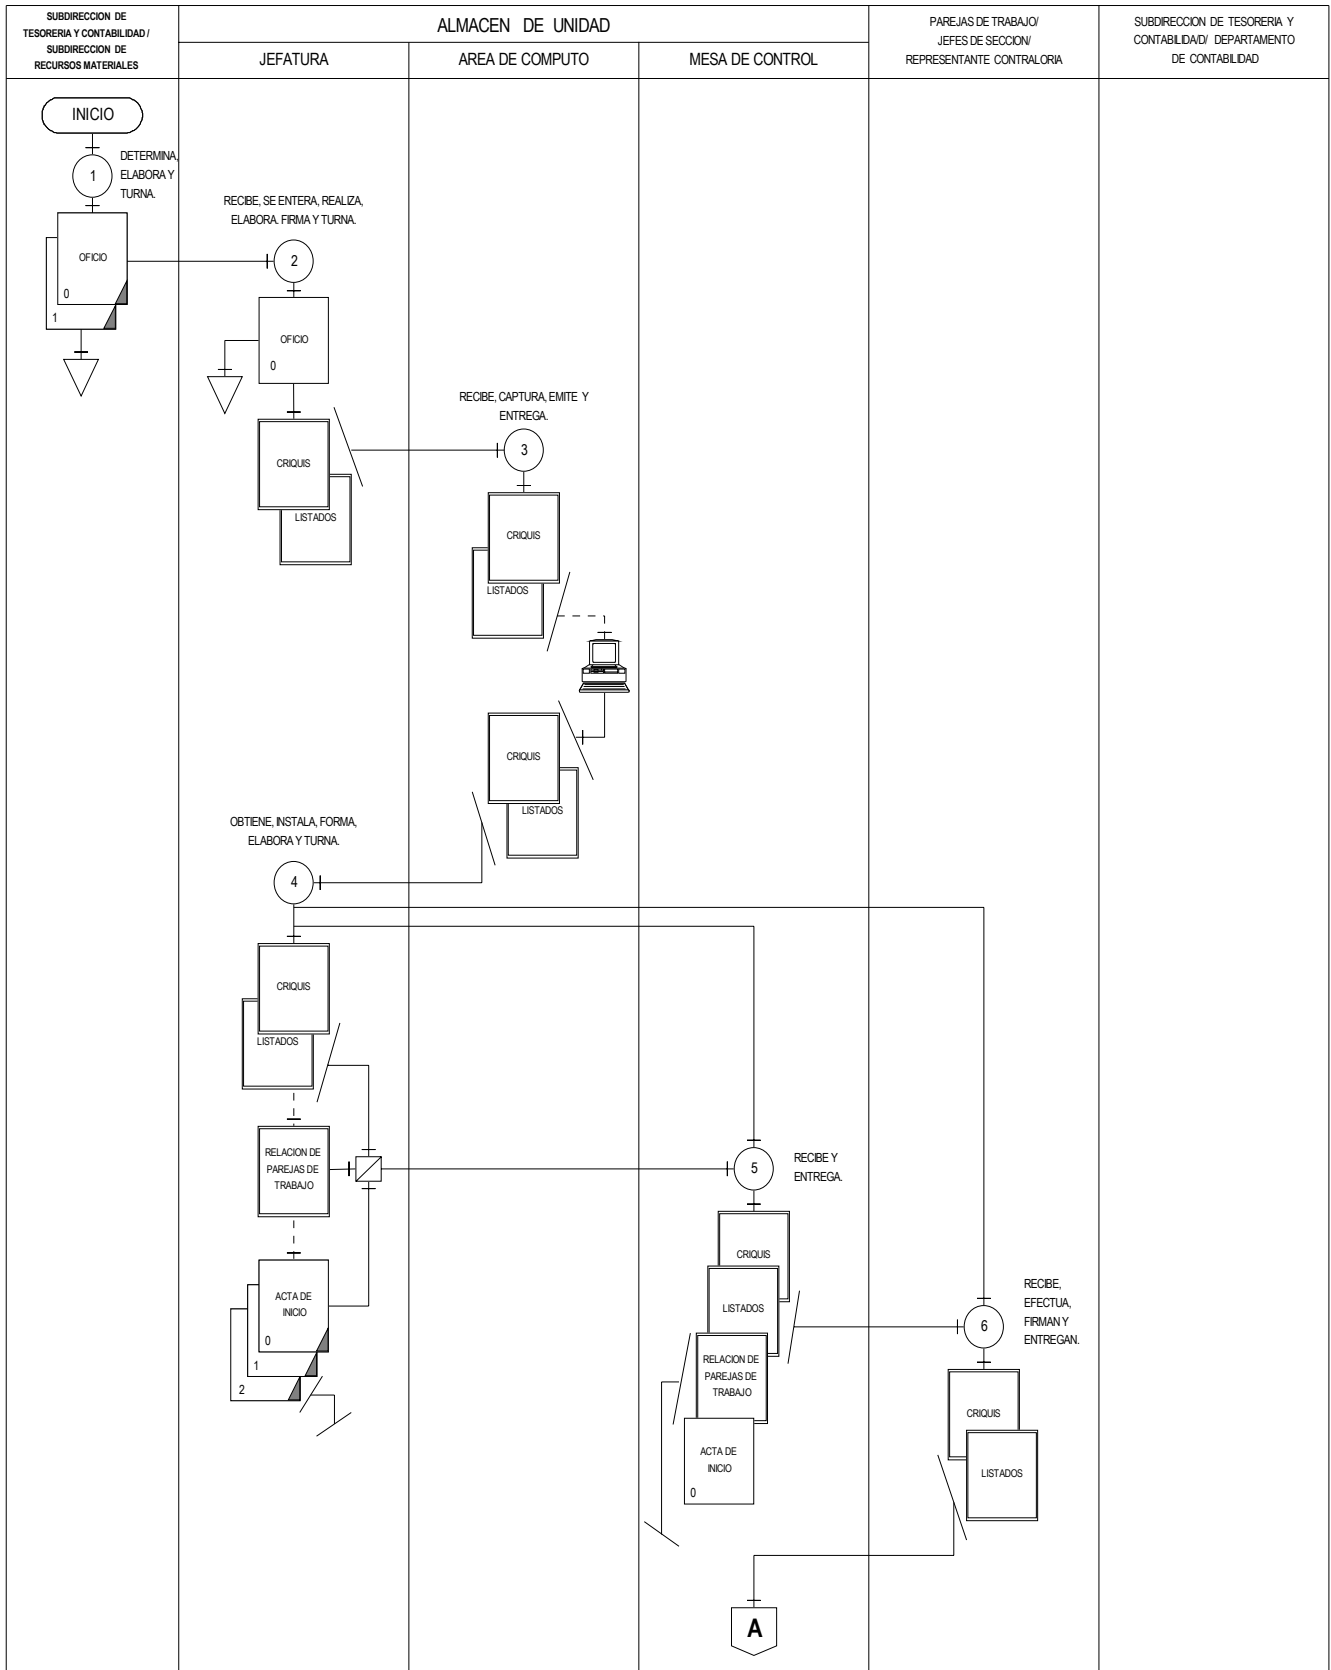 SUBDIRECCION DE
TESORERIA Y CONTABILIDAD /
SUBDIRECCION DE
RECURSOS MATERIALES
ALMACEN DE UNIDAD
JEFATURA
AREA DE COMPUTO
MESA DE CONTROL
PAREJAS DE TRABAJO/
JEFES DE SECCION/
REPRESENTANTE CONTRALORIA
SUBDIRECCION DE TESORERIA Y
CONTABILIDA/D/ DEPARTAMENTO
DE CONTABILIDAD
INICIO
1
DETERMINA,
ELABORA Y
TURNA.
OFICIO
0
1
RECIBE, SE ENTERA, REALIZA,
ELABORA. FIRMA Y TURNA.
2
OFICIO
0
CRIQUIS
LISTADOS
RECIBE, CAPTURA, EMITE Y
ENTREGA.
3
CRIQUIS
LISTADOS
CRIQUIS
LISTADOS
OBTIENE, INSTALA, FORMA,
ELABORA Y TURNA.
4
CRIQUIS
LISTADOS
RELACION DE
PAREJAS DE
TRABAJO
ACTA DE
INICIO
0
1
2
5
RECIBE Y
ENTREGA.
CRIQUIS
LISTADOS
RELACION DE
PAREJAS DE
TRABAJO
ACTA DE
INICIO
0
6
RECIBE,
EFECTUA,
FIRMAN Y
ENTREGAN.
CRIQUIS
LISTADOS
A